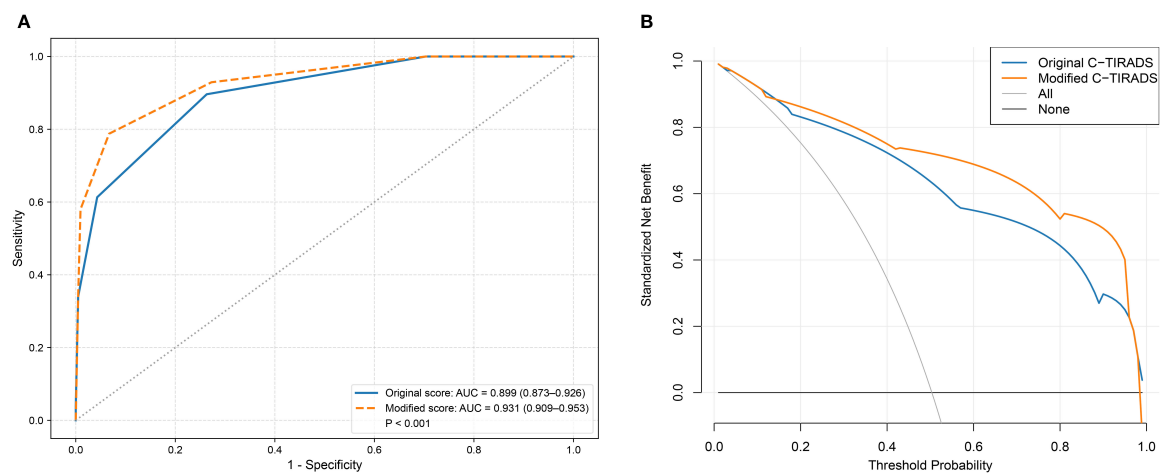 A
B
1.0
0.8
0.6
0.4
0.2
0.0
Sensitivity
0.0
0.2
0.4
0.6
0.8
1.0
1 - Specificity
Original score: AUC = 0.899 (0.873–0.926)
Modified score: AUC = 0.931 (0.909–0.953)
P < 0.001
Original C−TIRADS
Modified C−TIRADS
All
None
1.0
0.8
0.6
0.4
0.2
0.0
Standardized Net Benefit
0.0
0.2
0.4
0.6
0.8
1.0
Threshold Probability